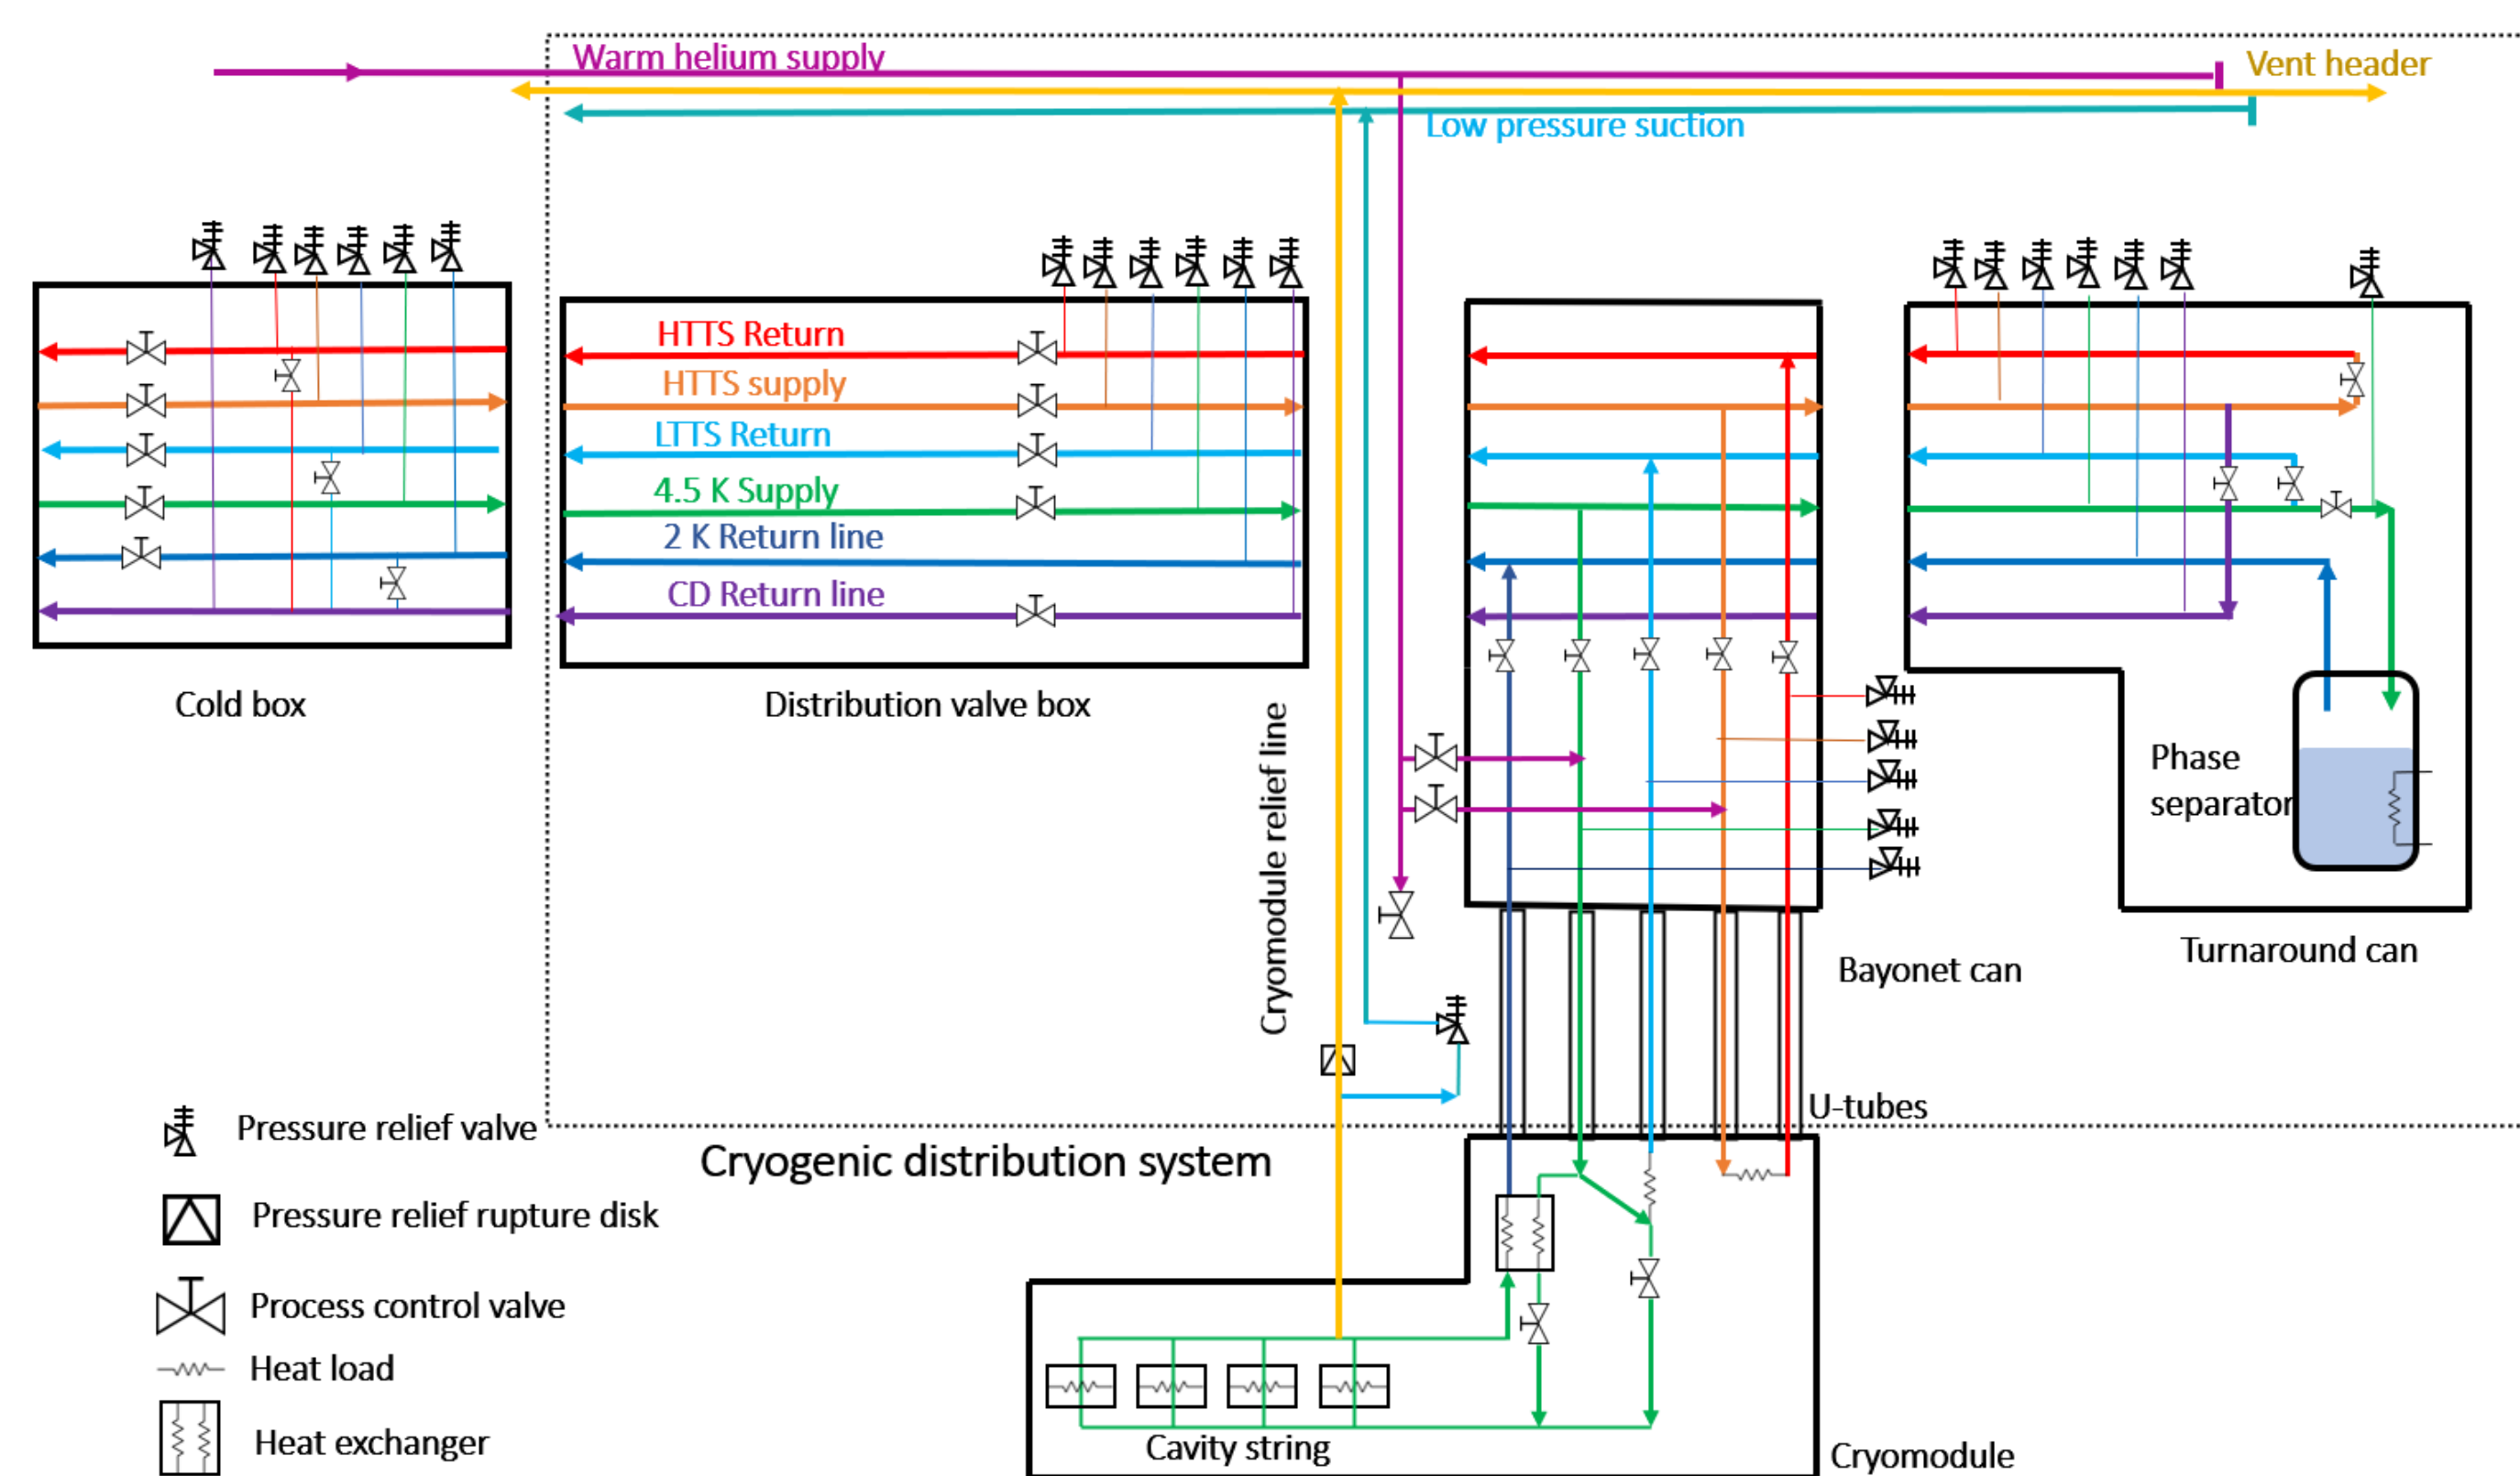 Warm helium supply
Vent header
Low pressure suction
HTTS Return
HTTS supply
LTTS Return
4.5 K Supply
2 K Return line
CD Return line
Cold box
Distribution valve box
Cryomodule relief line
Phase
separator
Turnaround can
Bayonet can
U-tubes
Cryogenic distribution system
Pressure relief valve
Pressure relief rupture disk
Process control valve
Heat load
Heat exchanger
Cavity string
Cryomodule